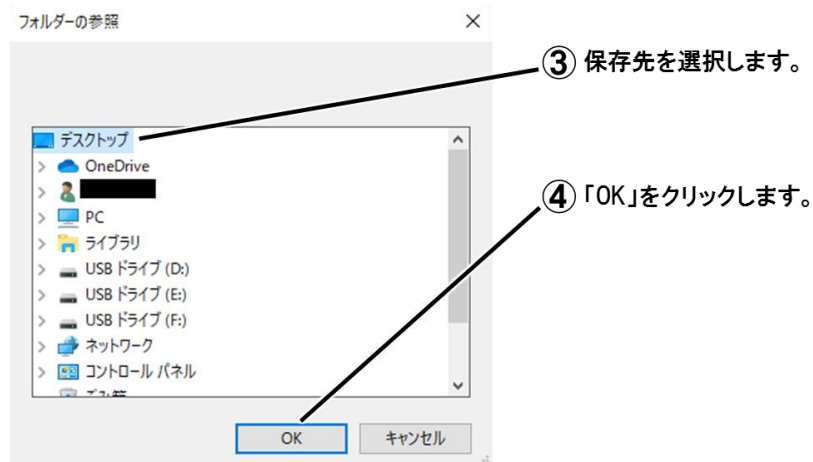 フォルダーの参照
③ 保存先を選択します。
デスクトップ
OneDrive
PC
ライブラリ
USB ドライブ (D:)
USB ドライブ (E:)
USB ドライブ (F:)
ネットワーク
コントロール パネル
④ 「OK」をクリックします。
OK
キャンセル